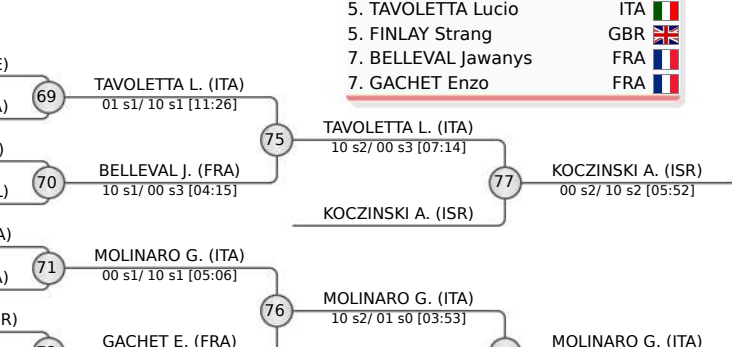 5. TAVOLETTA Lucio ITA
5. FINLAY Strang GBR
7. BELLEVAL Jawanys FRA
7. GACHET Enzo FRA
69
TAVOLETTA L. (ITA)
01 s1/ 10 s1 [11:26]
75
TAVOLETTA L. (ITA)
10 s2/ 00 s3 [07:14]
70
BELLEVAL J. (FRA)
10 s1/ 00 s3 [04:15]
77
KOCZINSKI A. (ISR)
00 s2/ 10 s2 [05:52]
KOCZINSKI A. (ISR)
A)
71
MOLINARO G. (ITA)
00 s1/ 10 s1 [05:06]
76
MOLINARO G. (ITA)
10 s2/ 01 s0 [03:53]
R)
GACHET E. (FRA)
MOLINARO G. (ITA)